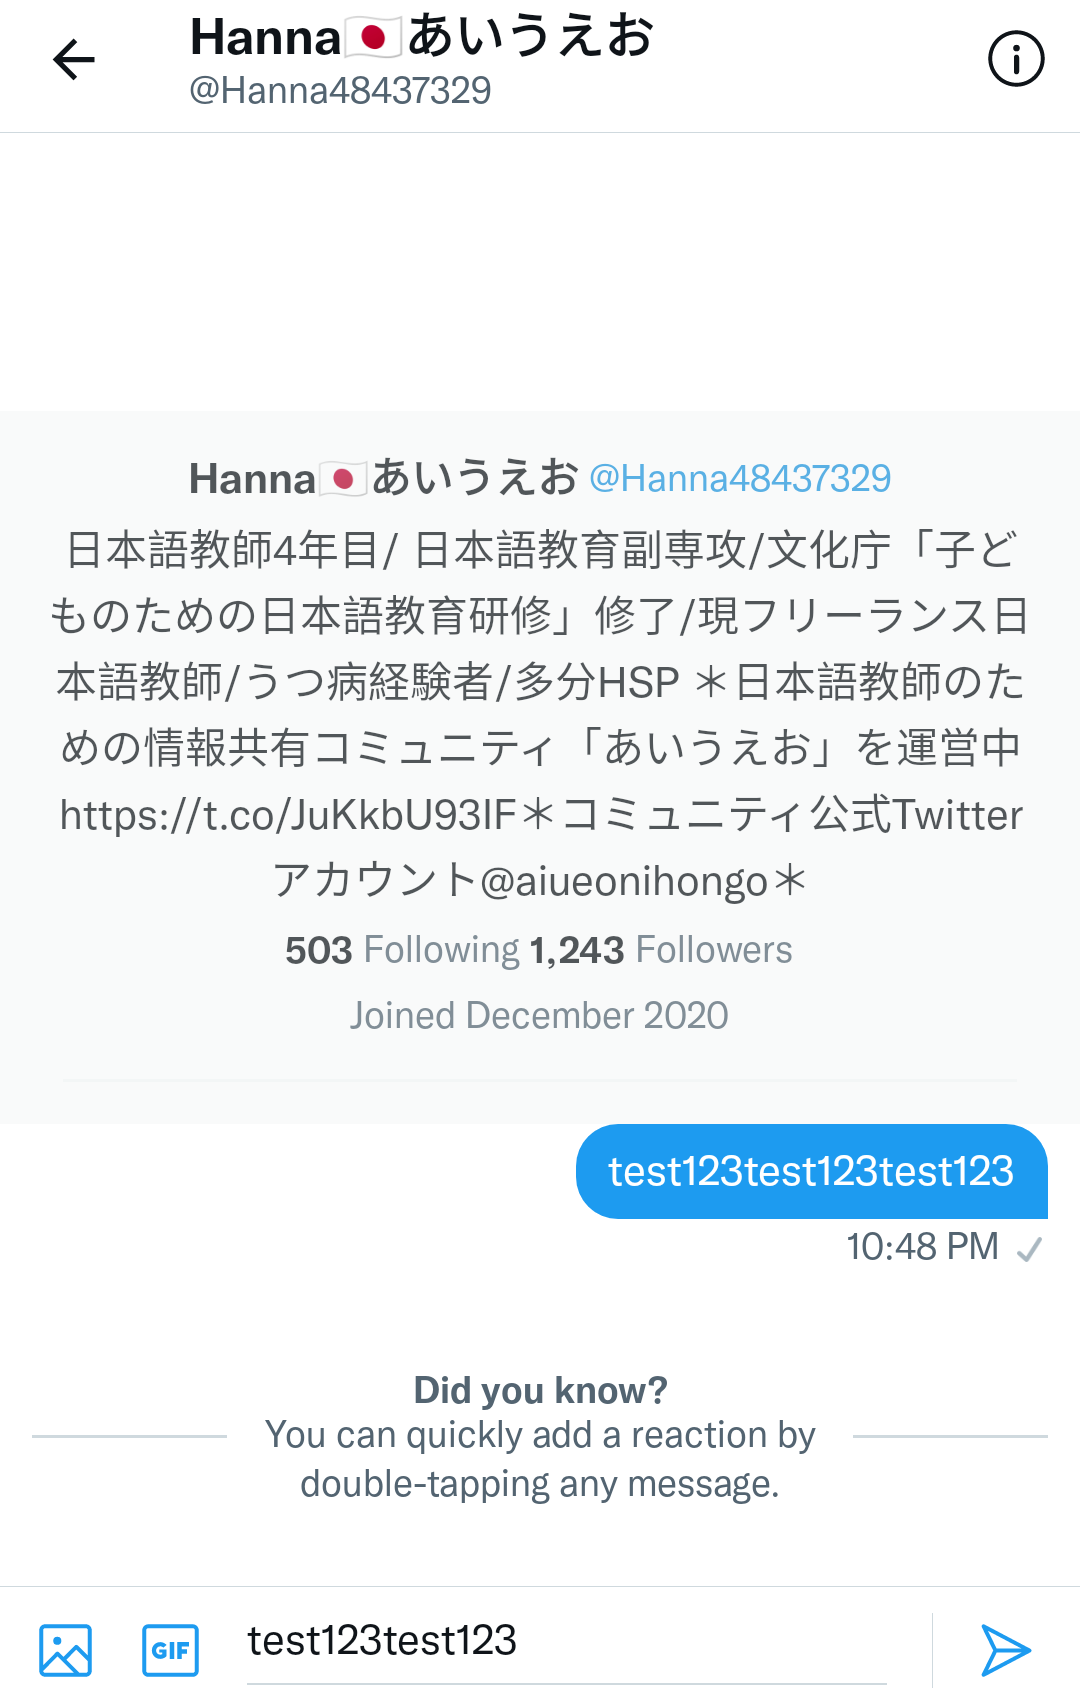 Hanna🇯🇵あいうえお
@Hanna48437329
Hanna🇯🇵あいうえお @Hanna48437329
日本語教師4年目/ 日本語教育副専攻/文化庁「子ど
ものための日本語教育研修」修了/現フリーランス日
本語教師/うつ病経験者/多分HSP ＊日本語教師のた
めの情報共有コミュニティ「あいうえお」を運営中
https://t.co/JuKkbU93IF＊コミュニティ公式Twitter
アカウント@aiueonihongo＊
503 Following 1,243 Followers
Joined December 2020
test123test123test123
10:48 PM
Did you know?
You can quickly add a reaction by
double-tapping any message.
GIF
test123test123